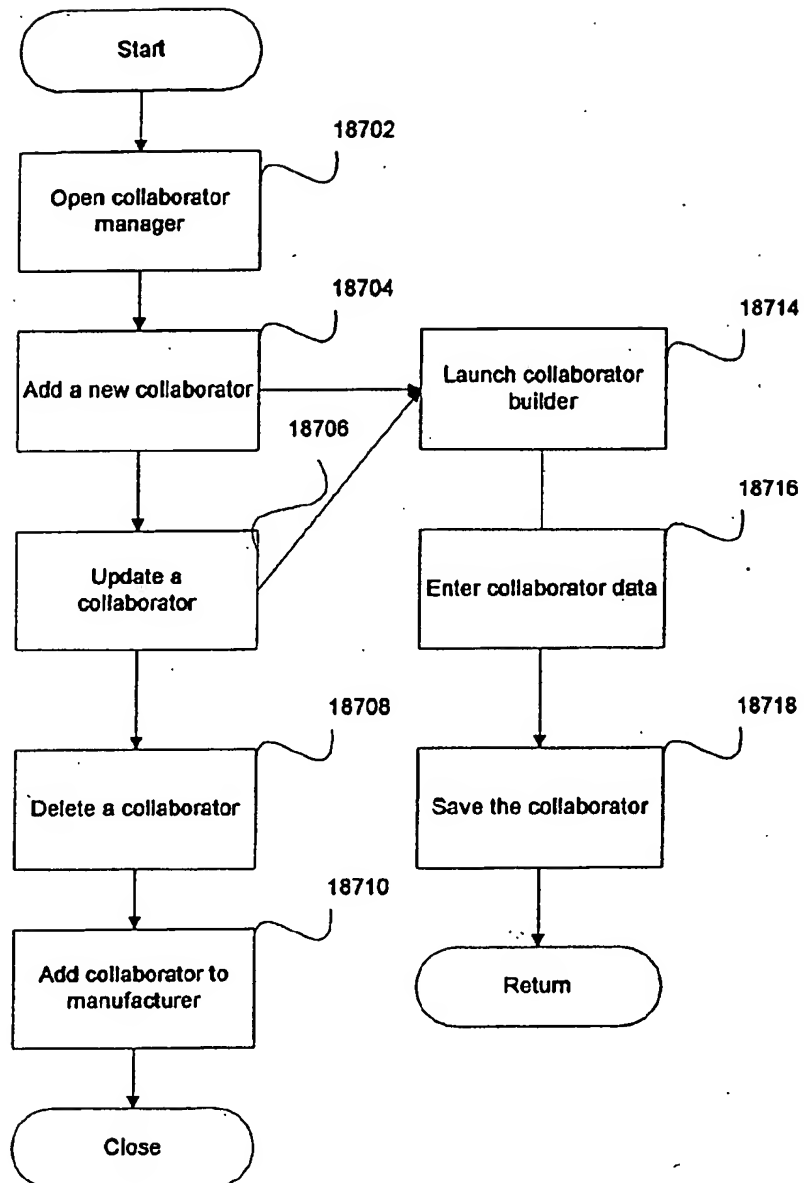 Start
18702
Open collaborator
manager
18704
Add a new collaborator
18714
Launch collaborator
builder
18706
Update a
collaborator
18716
Enter collaborator data
18708
Delete a collaborator
18718
Save the collaborator
18710
Add collaborator to
manufacturer
Return
Close